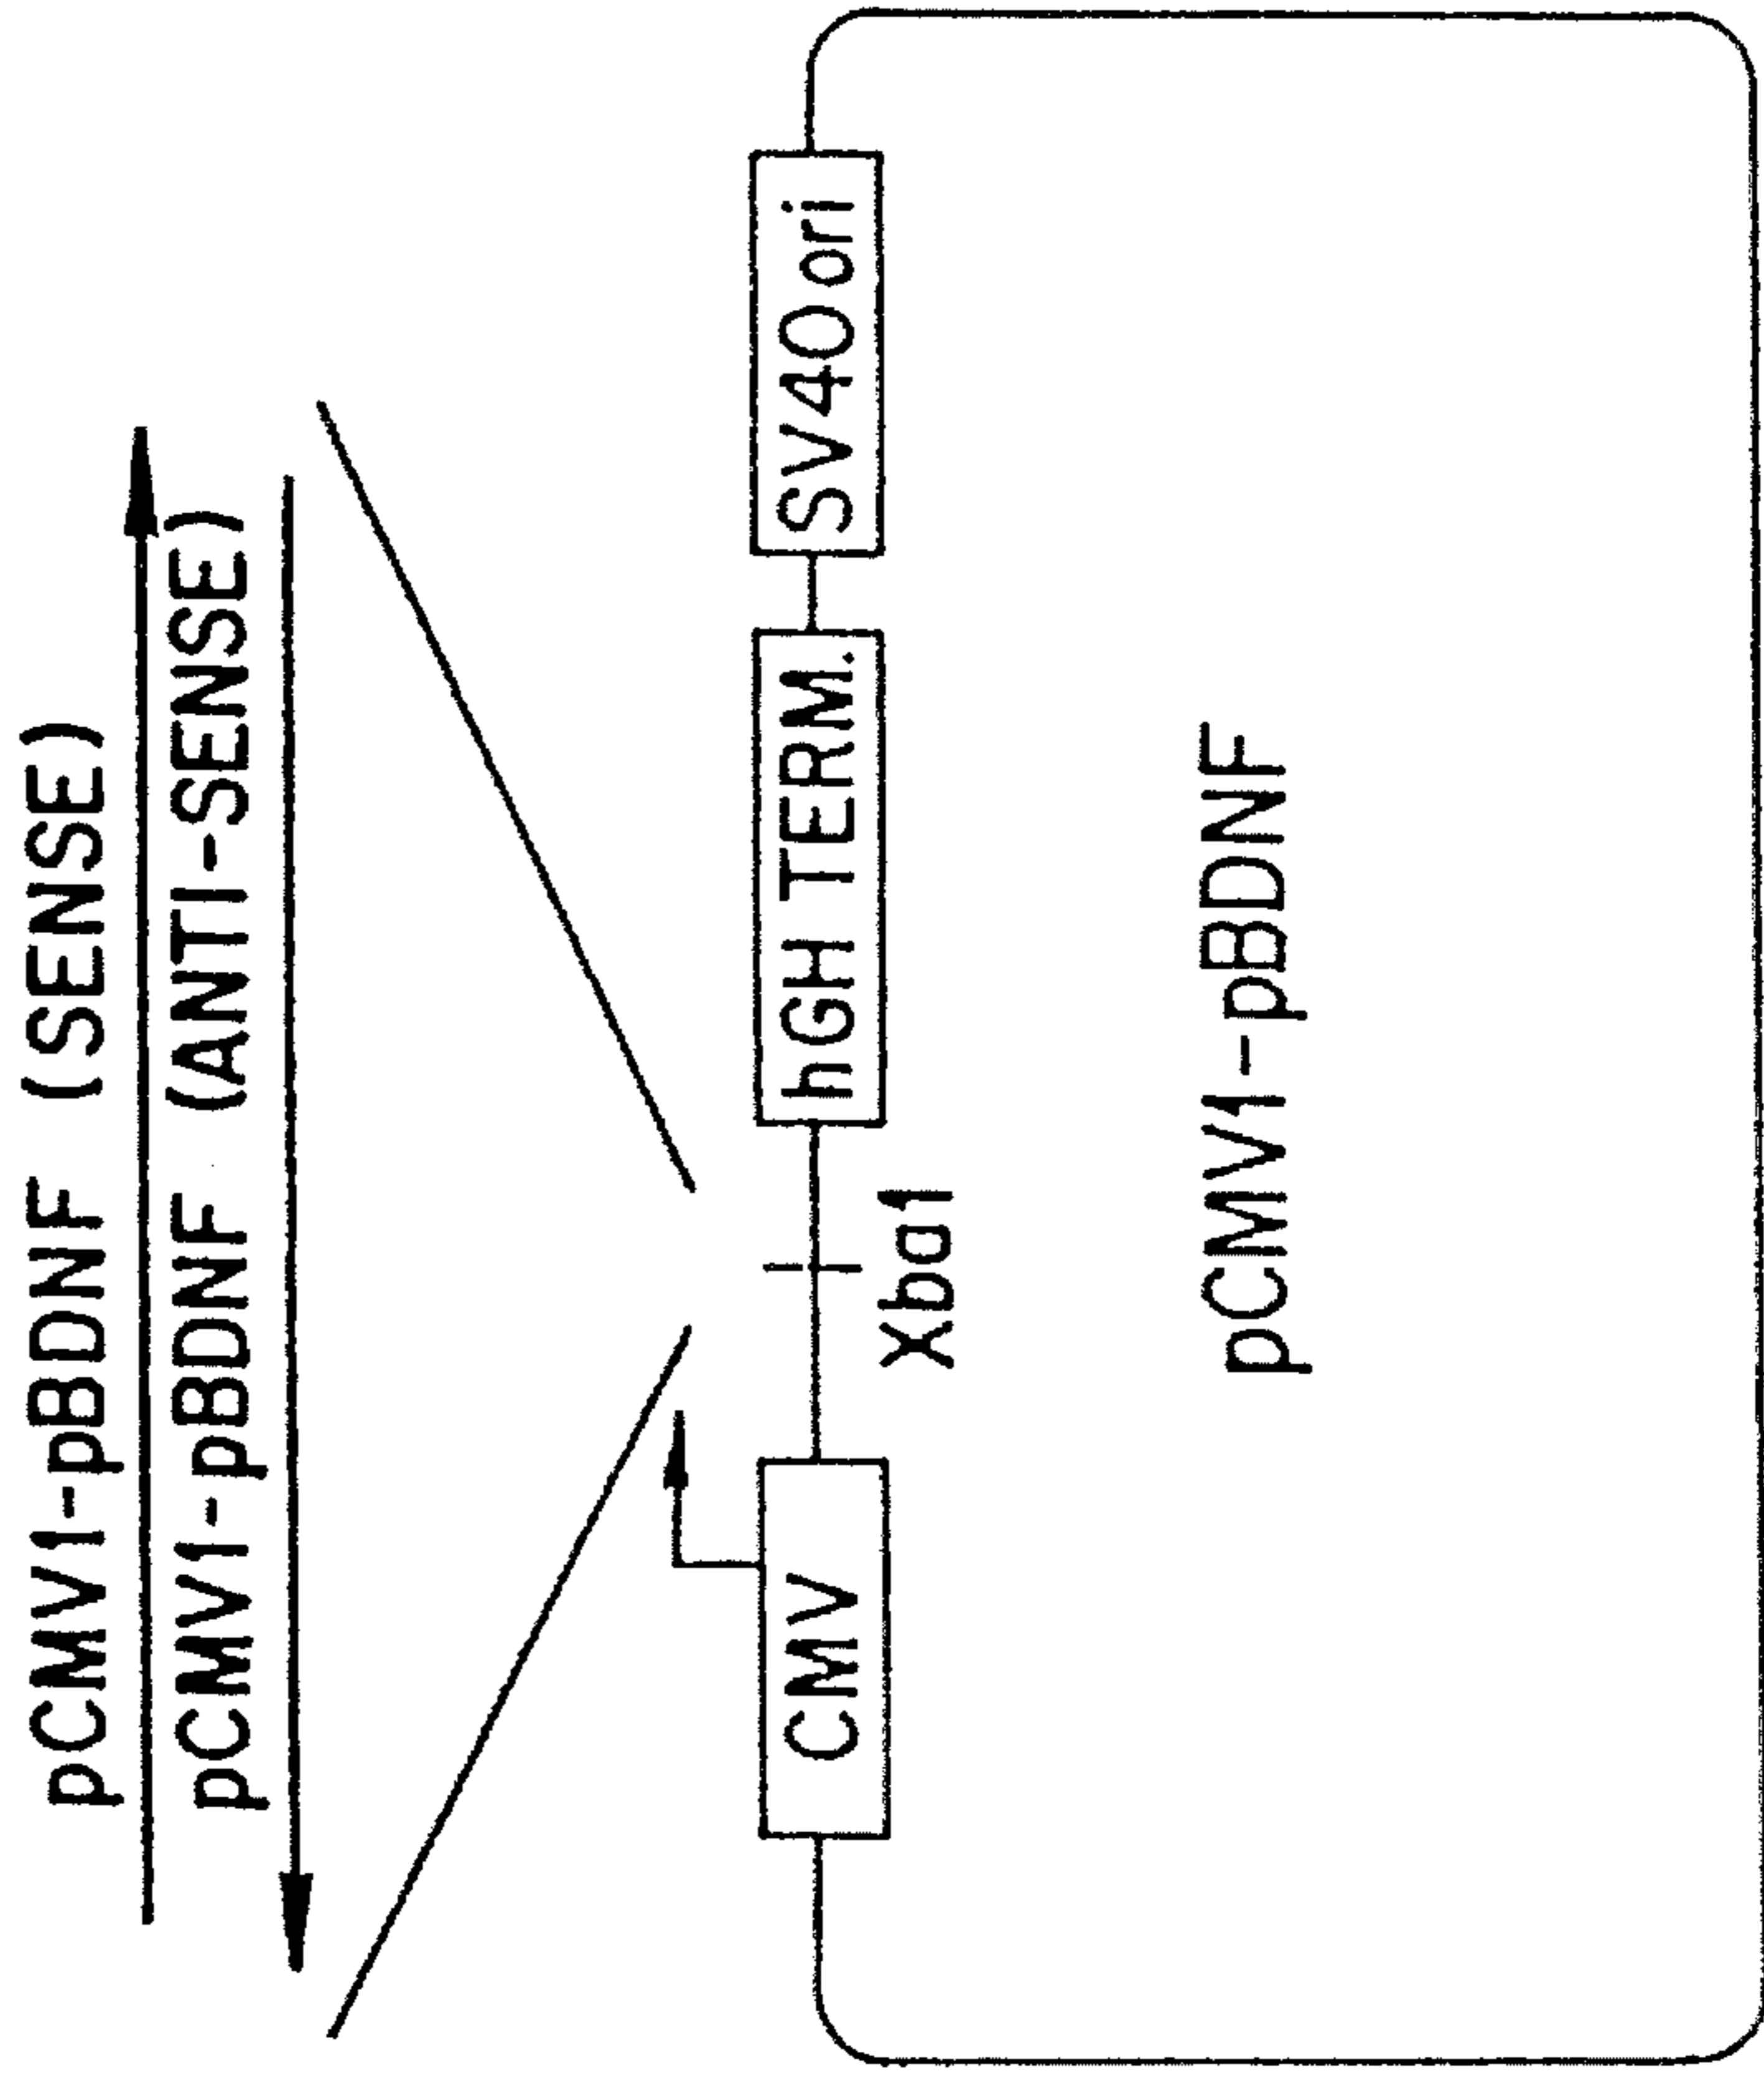 pCMV1-pBDNF (SENSE)
pCMV1-pBDNF (ANTI-SENSE)
CMV
Xba1
hGH TERM.
SV40 ori
pCMV1-pBDNF